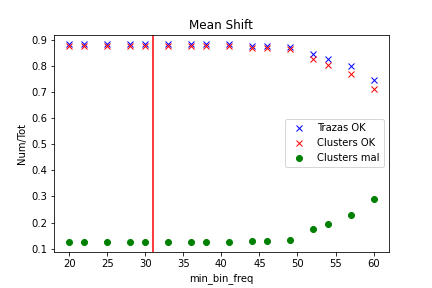 Mean Shift
Num/Tot
0.9
0.8
0.7
0.6
0.5
0.4
0.3
0.2
0.1
Trazas OK
Clusters OK
Clusters mal
20 25 30 35 40 45 50 55 60
min_bin_freq